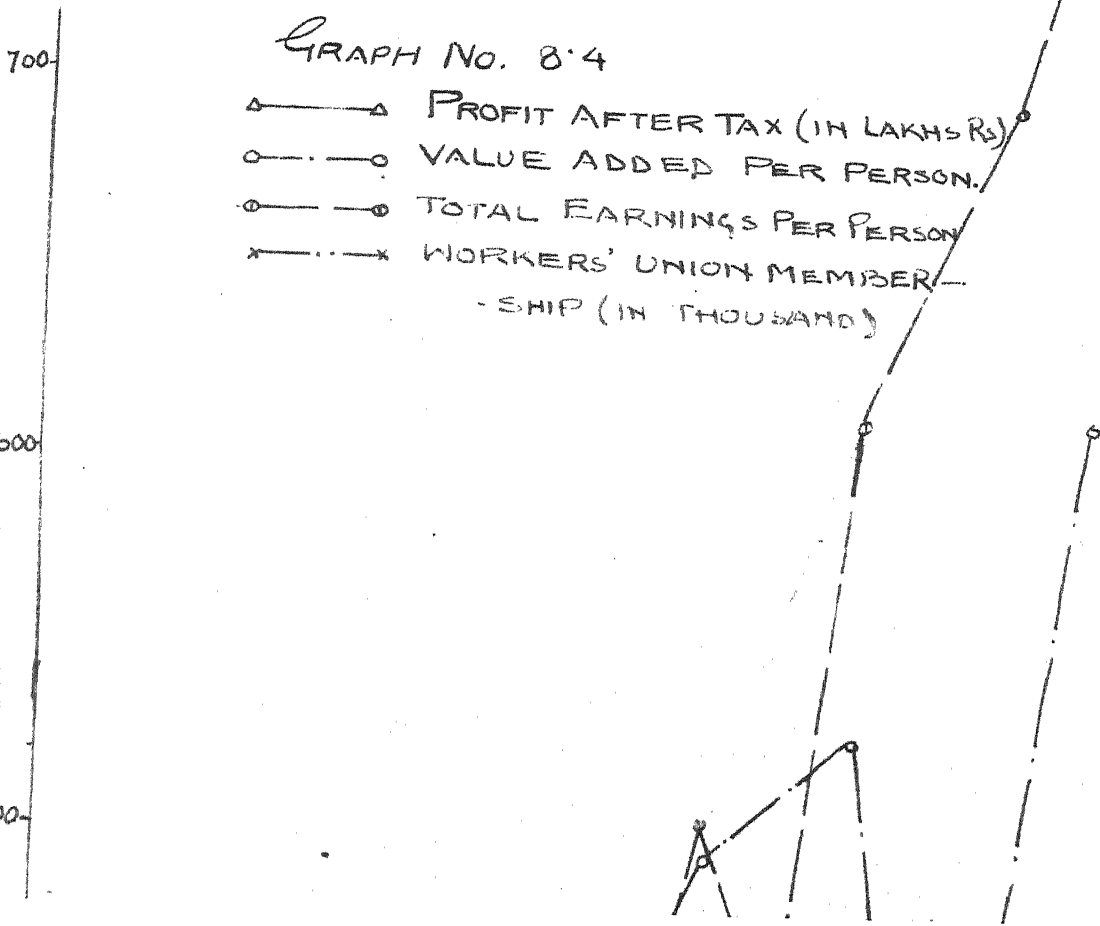 GRAPH NO. 8.4
PROFIT AFTER TAX (IN LAKHS Rs)
VALUE ADDED PER PERSON.
TOTAL EARNINGS PER PERSON
WORKERS' UNION MEMBER-
-SHIP (IN THOUSAND)
700